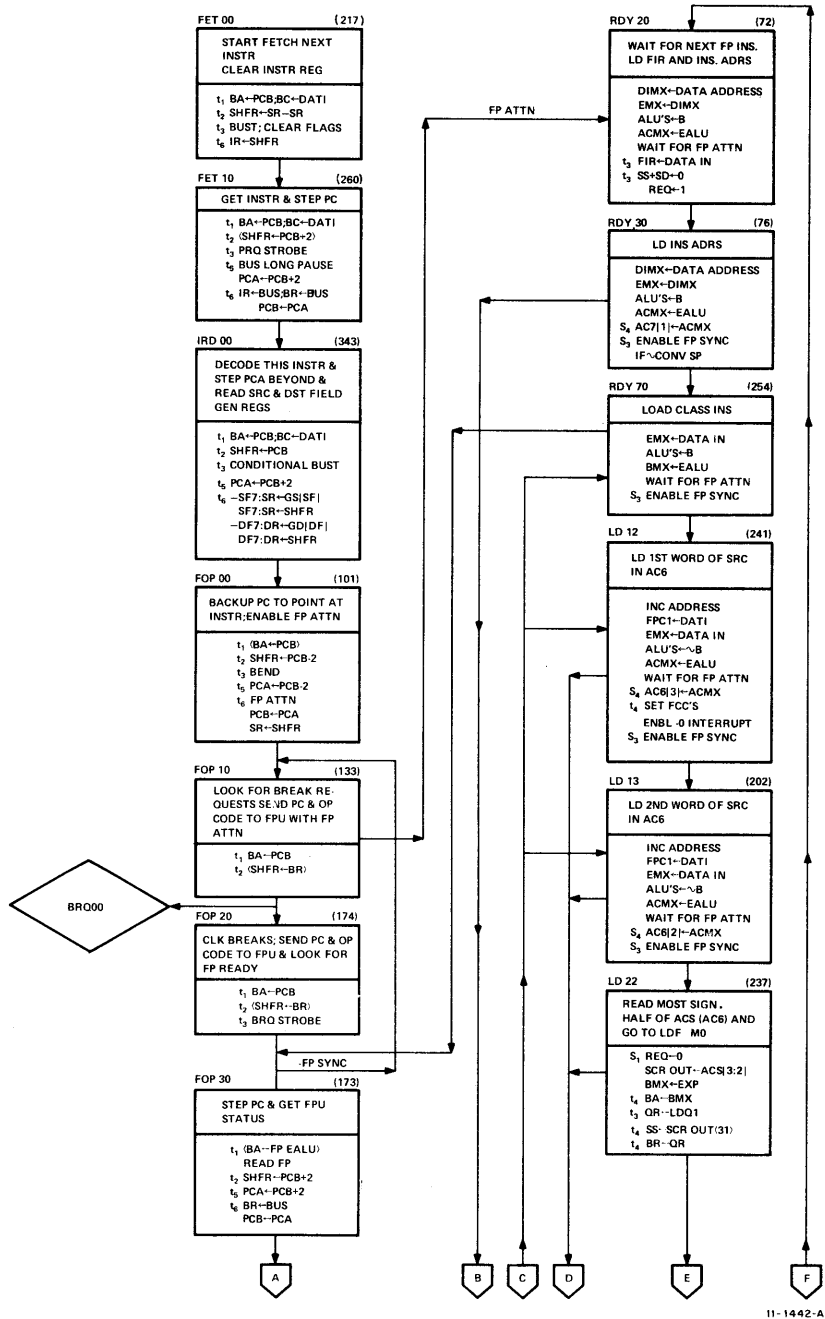 FET 00 (217)
START FETCH NEXT
INSTR
CLEAR INSTR REG
t1 BA←PCB;BC←DATI
t2 SHFR←SR–SR
t3 BUST; CLEAR FLAGS
t6 IR←SHFR
FET 10 (260)
GET INSTR & STEP PC
t1 BA←PCB;BC←DATI
t2 (SHFR←PCB+2)
t3 PRQ STROBE
t5 BUS LONG PAUSE
PCA←PCB+2
t6 IR←BUS;BR←BUS
PCB←PCA
IRD 00 (343)
DECODE THIS INSTR &
STEP PCA BEYOND &
READ SRC & DST FIELD
GEN REGS
t1 BA←PCB;BC←DATI
t2 SHFR←PCB
t3 CONDITIONAL BUST
t5 PCA←PCB+2
t6 –SF7:SR←GS|SF|
SF7:SR←SHFR
–DF7:DR←GD|DF|
DF7:DR←SHFR
FOP 00 (101)
BACKUP PC TO POINT AT
INSTR;ENABLE FP ATTN
t1 (BA←PCB)
t2 SHFR←PCB-2
t3 BEND
t5 PCA←PCB-2
t6 FP ATTN
PCB←PCA
SR←SHFR
FOP 10 (133)
LOOK FOR BREAK RE-
QUESTS SEND PC & OP
CODE TO FPU WITH FP
ATTN
t1 BA←PCB
t2 (SHFR←BR)
BRQ00
FOP 20 (174)
CLK BREAKS; SEND PC & OP
CODE TO FPU & LOOK FOR
FP READY
t1 BA←PCB
t2 (SHFR←BR)
t3 BRQ STROBE
-FP SYNC
FOP 30 (173)
STEP PC & GET FPU
STATUS
t1 (BA←FP EALU)
READ FP
t2 SHFR←PCB+2
t5 PCA←PCB+2
t6 BR←BUS
PCB←PCA
A
FP ATTN
RDY 20 (72)
WAIT FOR NEXT FP INS.
LD FIR AND INS. ADRS
DIMX←DATA ADDRESS
EMX←DIMX
ALU'S←B
ACMX←EALU
WAIT FOR FP ATTN
t3 FIR←DATA IN
t3 SS+SD←0
REQ←1
RDY 30 (76)
LD INS ADRS
DIMX←DATA ADDRESS
EMX←DIMX
ALU'S←B
ACMX←EALU
S4 AC7|1|←ACMX
S3 ENABLE FP SYNC
IF∿CONV SP
RDY 70 (254)
LOAD CLASS INS
EMX←DATA IN
ALU'S←B
BMX←EALU
WAIT FOR FP ATTN
S3 ENABLE FP SYNC
LD 12 (241)
LD 1ST WORD OF SRC
IN AC6
INC ADDRESS
FPC1←DATI
EMX←DATA IN
ALU'S←∿B
ACMX←EALU
WAIT FOR FP ATTN
S4 AC6|3|←ACMX
t4 SET FCC'S
ENBL -0 INTERRUPT
S3 ENABLE FP SYNC
LD 13 (202)
LD 2ND WORD OF SRC
IN AC6
INC ADDRESS
FPC1←DATI
EMX←DATA IN
ALU'S←∿B
ACMX←EALU
WAIT FOR FP ATTN
S4 AC6|2|←ACMX
S3 ENABLE FP SYNC
LD 22 (237)
READ MOST SIGN.
HALF OF ACS (AC6) AND
GO TO LDF M0
S1 REQ←0
SCR OUT←ACS|3:2|
BMX←EXP
t4 BA←BMX
t3 QR←LDQ1
t4 SS←SCR OUT(31)
t4 BR←QR
B
C
D
E
F
11-1442-A